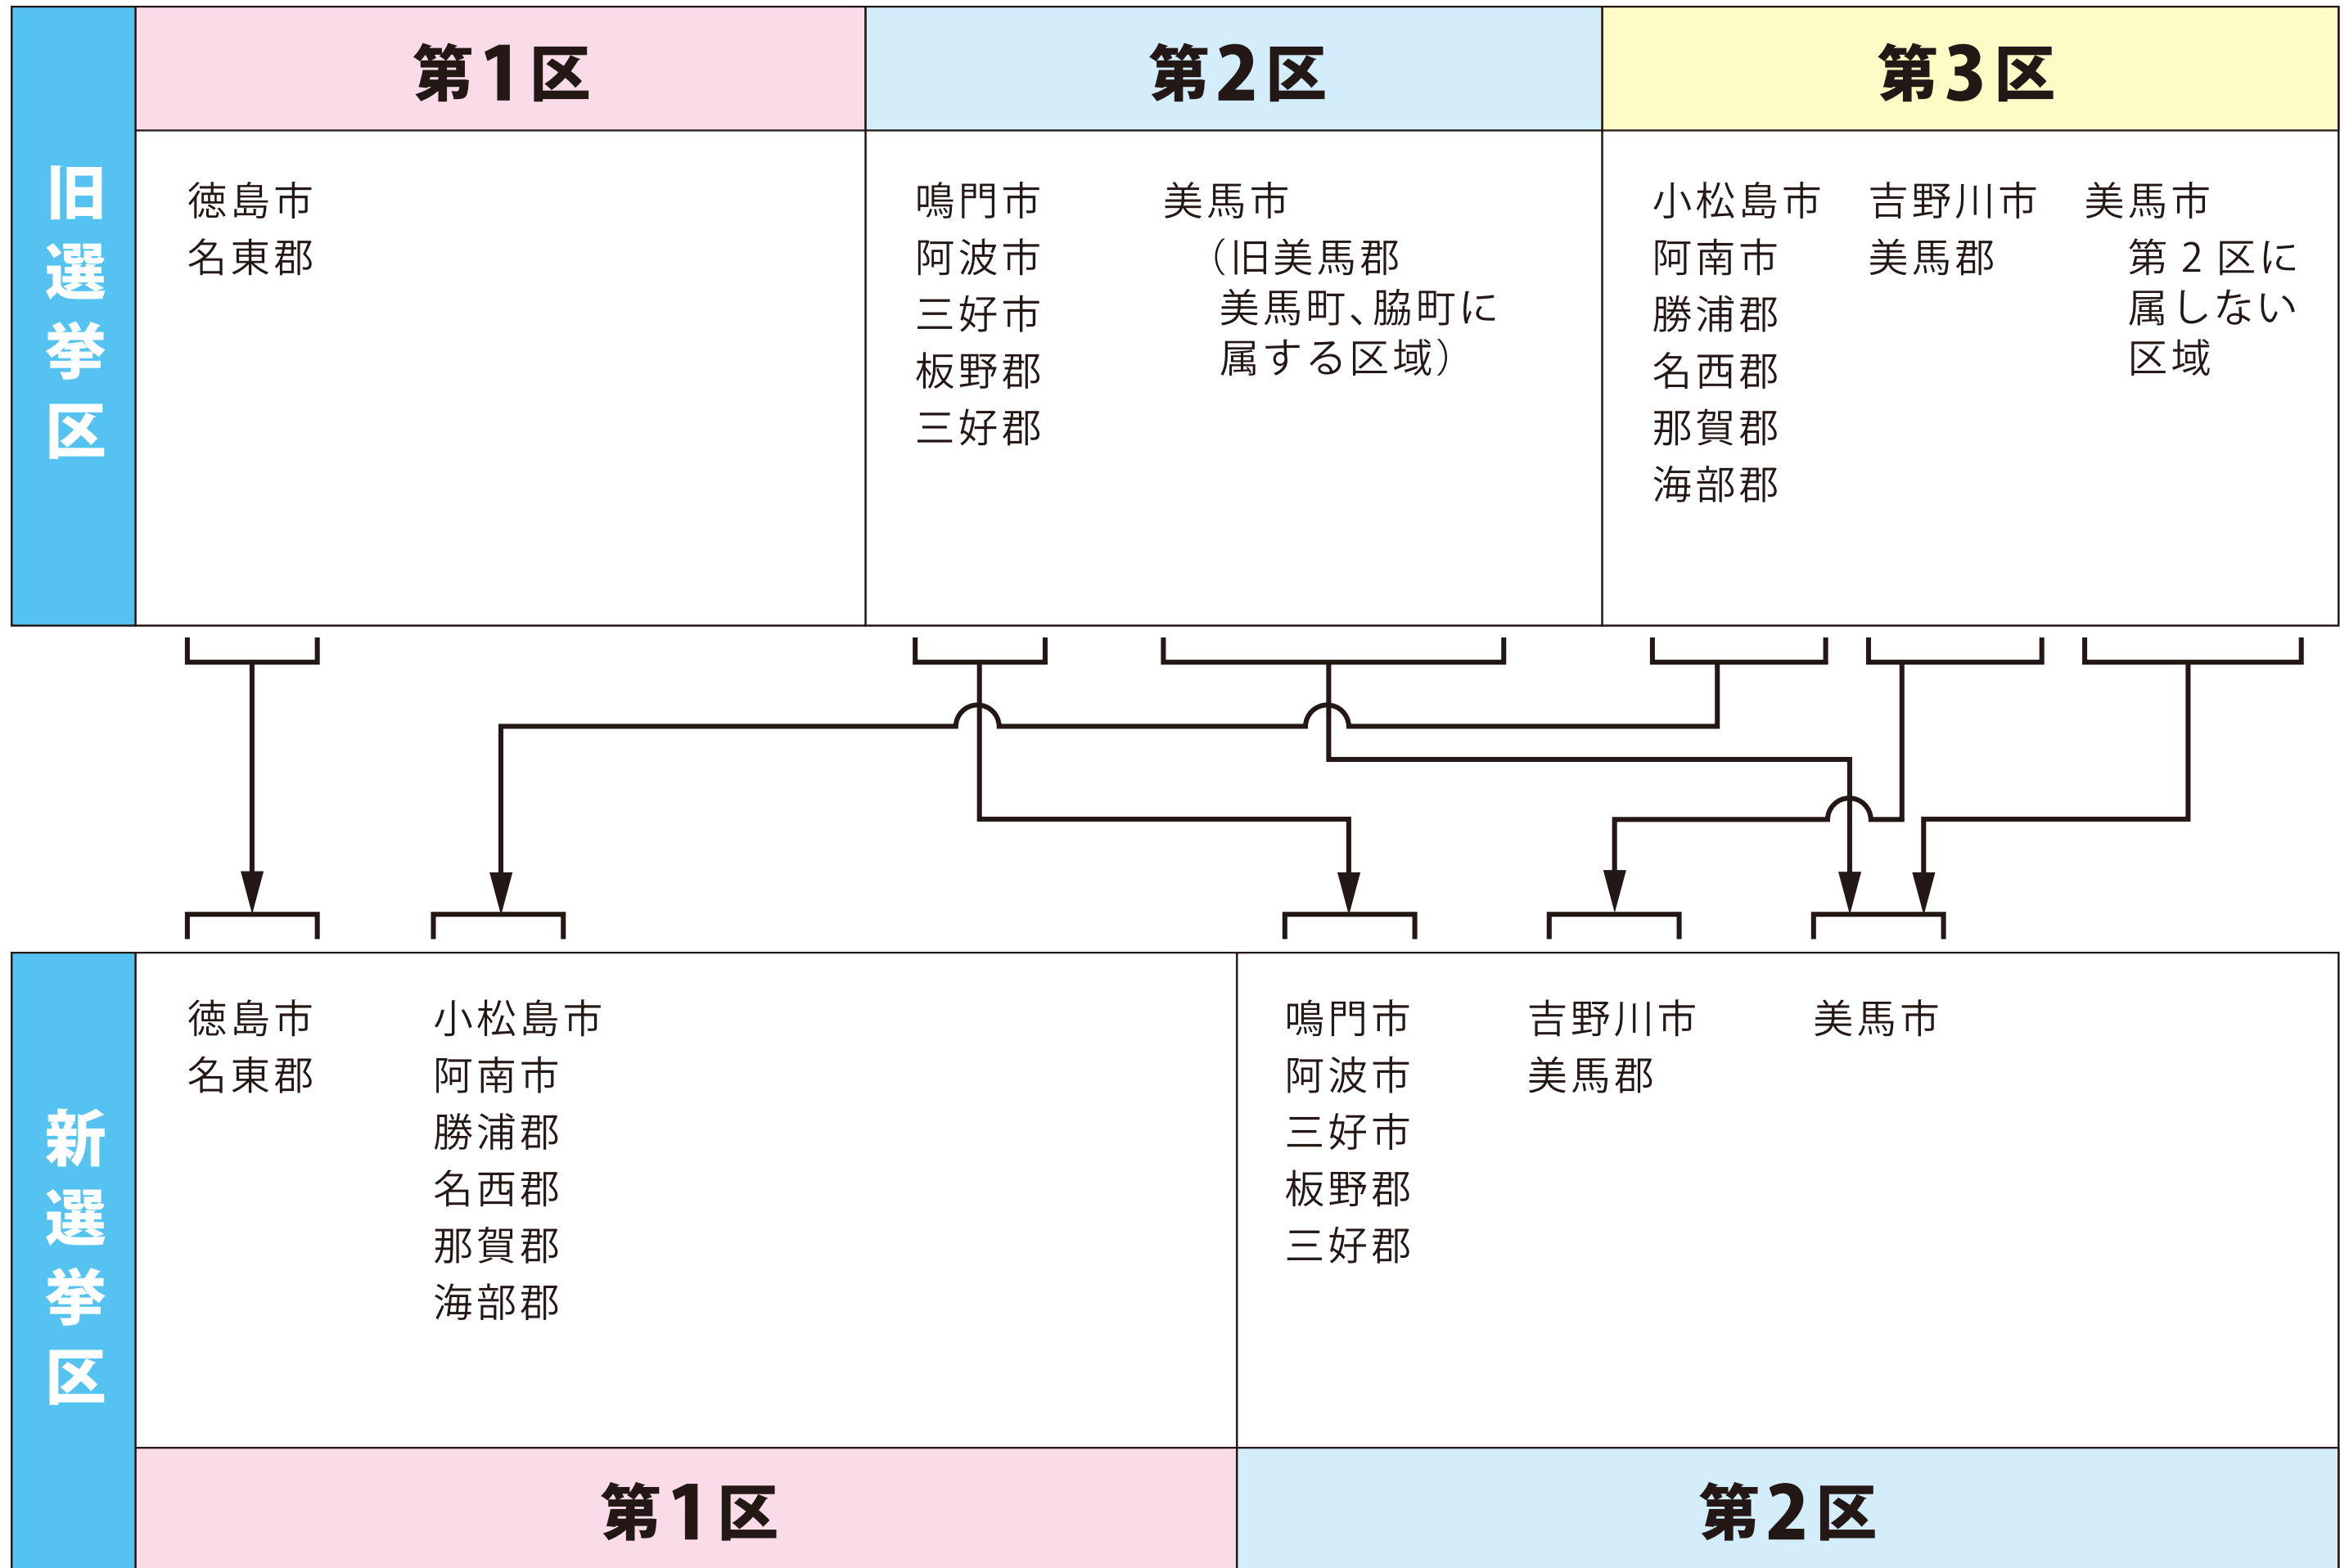 旧選挙区
第1区
徳島市
名東郡
第2区
鳴門市
阿波市
三好市
板野郡
三好郡
美馬市
（旧美馬郡
美馬町、脇町に
属する区域）
第3区
小松島市
阿南市
勝浦郡
名西郡
那賀郡
海部郡
吉野川市
美馬郡
美馬市
第2区に
属しない
区域
新選挙区
徳島市
名東郡
小松島市
阿南市
勝浦郡
名西郡
那賀郡
海部郡
第1区
鳴門市
阿波市
三好市
板野郡
三好郡
吉野川市
美馬郡
美馬市
第2区